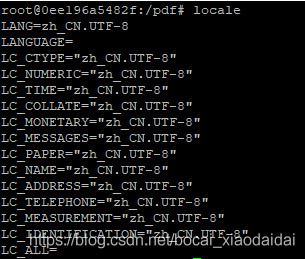 root@0ee196a5482f:/pdf# locale
LANG=zh_CN.UTF-8
LANGUAGE=
LC_CTYPE="zh_CN.UTF-8"
LC_NUMERIC="zh_CN.UTF-8"
LC_TIME="zh_CN.UTF-8"
LC_COLLATE="zh_CN.UTF-8"
LC_MONETARY="zh_CN.UTF-8"
LC_MESSAGES="zh_CN.UTF-8"
LC_PAPER="zh_CN.UTF-8"
LC_NAME="zh_CN.UTF-8"
LC_ADDRESS="zh_CN.UTF-8"
LC_TELEPHONE="zh_CN.UTF-8"
LC_MEASUREMENT="zh_CN.UTF-8"
LC_IDENTIFICATION="zh_CN.UTF-8"
https://blog.csdn.net/bocai_xiaodaidai
LC_ALL=